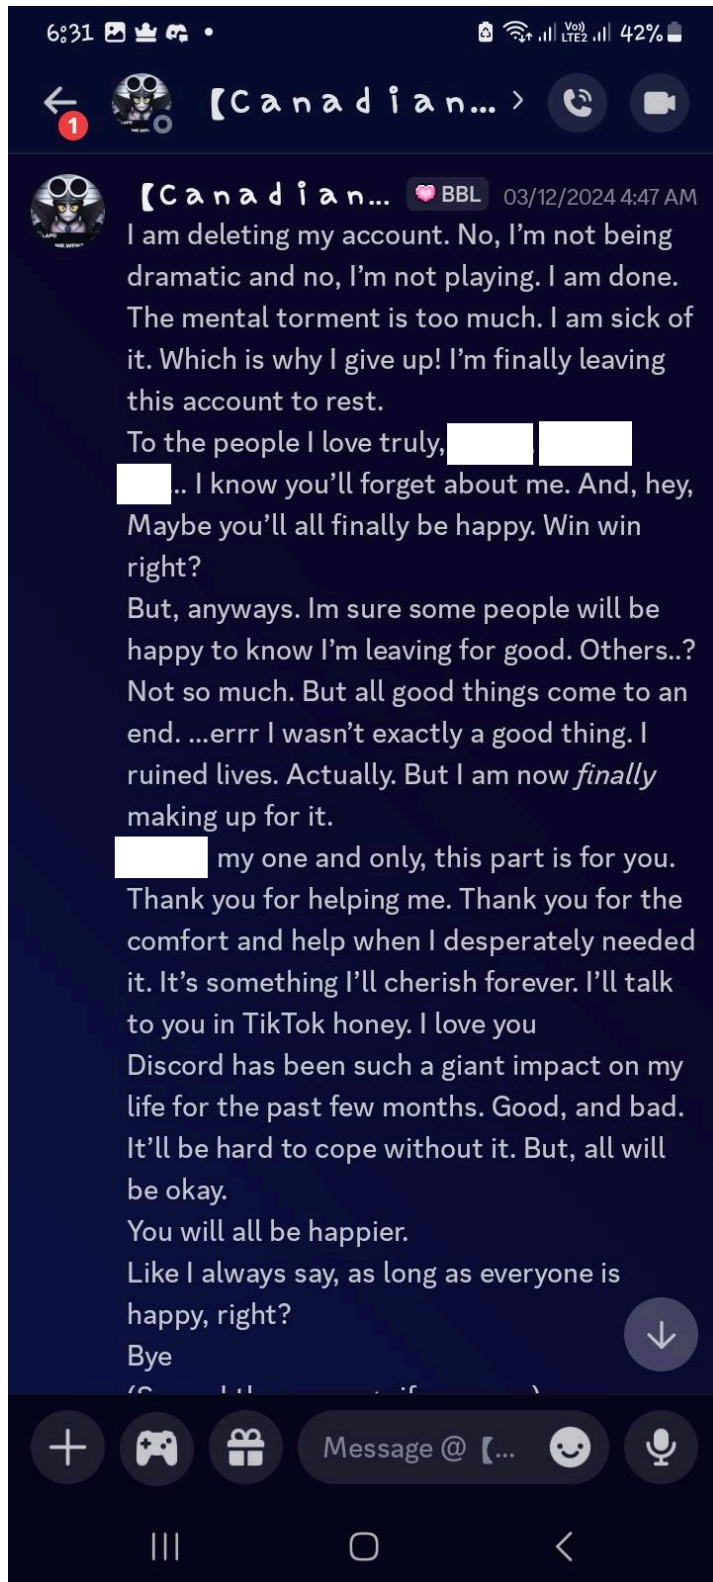 6:31
Vo))
LTE2
42%
1
【Canadian...
【Canadian... BBL 03/12/2024 4:47 AM
I am deleting my account. No, I'm not being
dramatic and no, I'm not playing. I am done.
The mental torment is too much. I am sick of
it. Which is why I give up! I'm finally leaving
this account to rest.
To the people I love truly,
.. I know you'll forget about me. And, hey,
Maybe you'll all finally be happy. Win win
right?
But, anyways. Im sure some people will be
happy to know I'm leaving for good. Others..?
Not so much. But all good things come to an
end. ...errr I wasn't exactly a good thing. I
ruined lives. Actually. But I am now finally
making up for it.
my one and only, this part is for you.
Thank you for helping me. Thank you for the
comfort and help when I desperately needed
it. It's something I'll cherish forever. I'll talk
to you in TikTok honey. I love you
Discord has been such a giant impact on my
life for the past few months. Good, and bad.
It'll be hard to cope without it. But, all will
be okay.
You will all be happier.
Like I always say, as long as everyone is
happy, right?
Bye
Message @【...